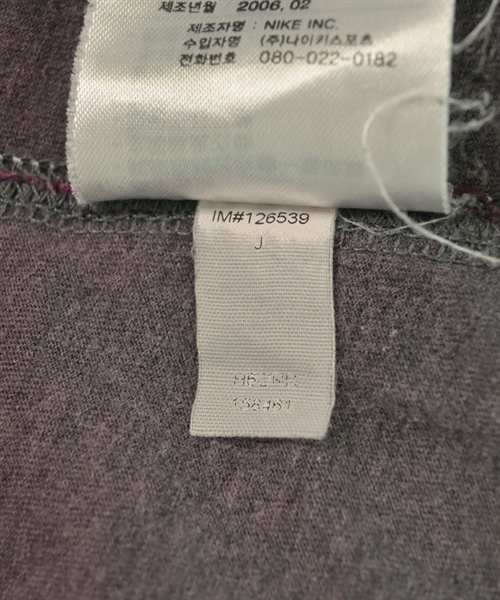 제조년월 2006, 02
제조자명 : NIKE INC.
수입자명 (주)나이키스포츠
전화번호 080-022-0182
IM#126539
J
158461